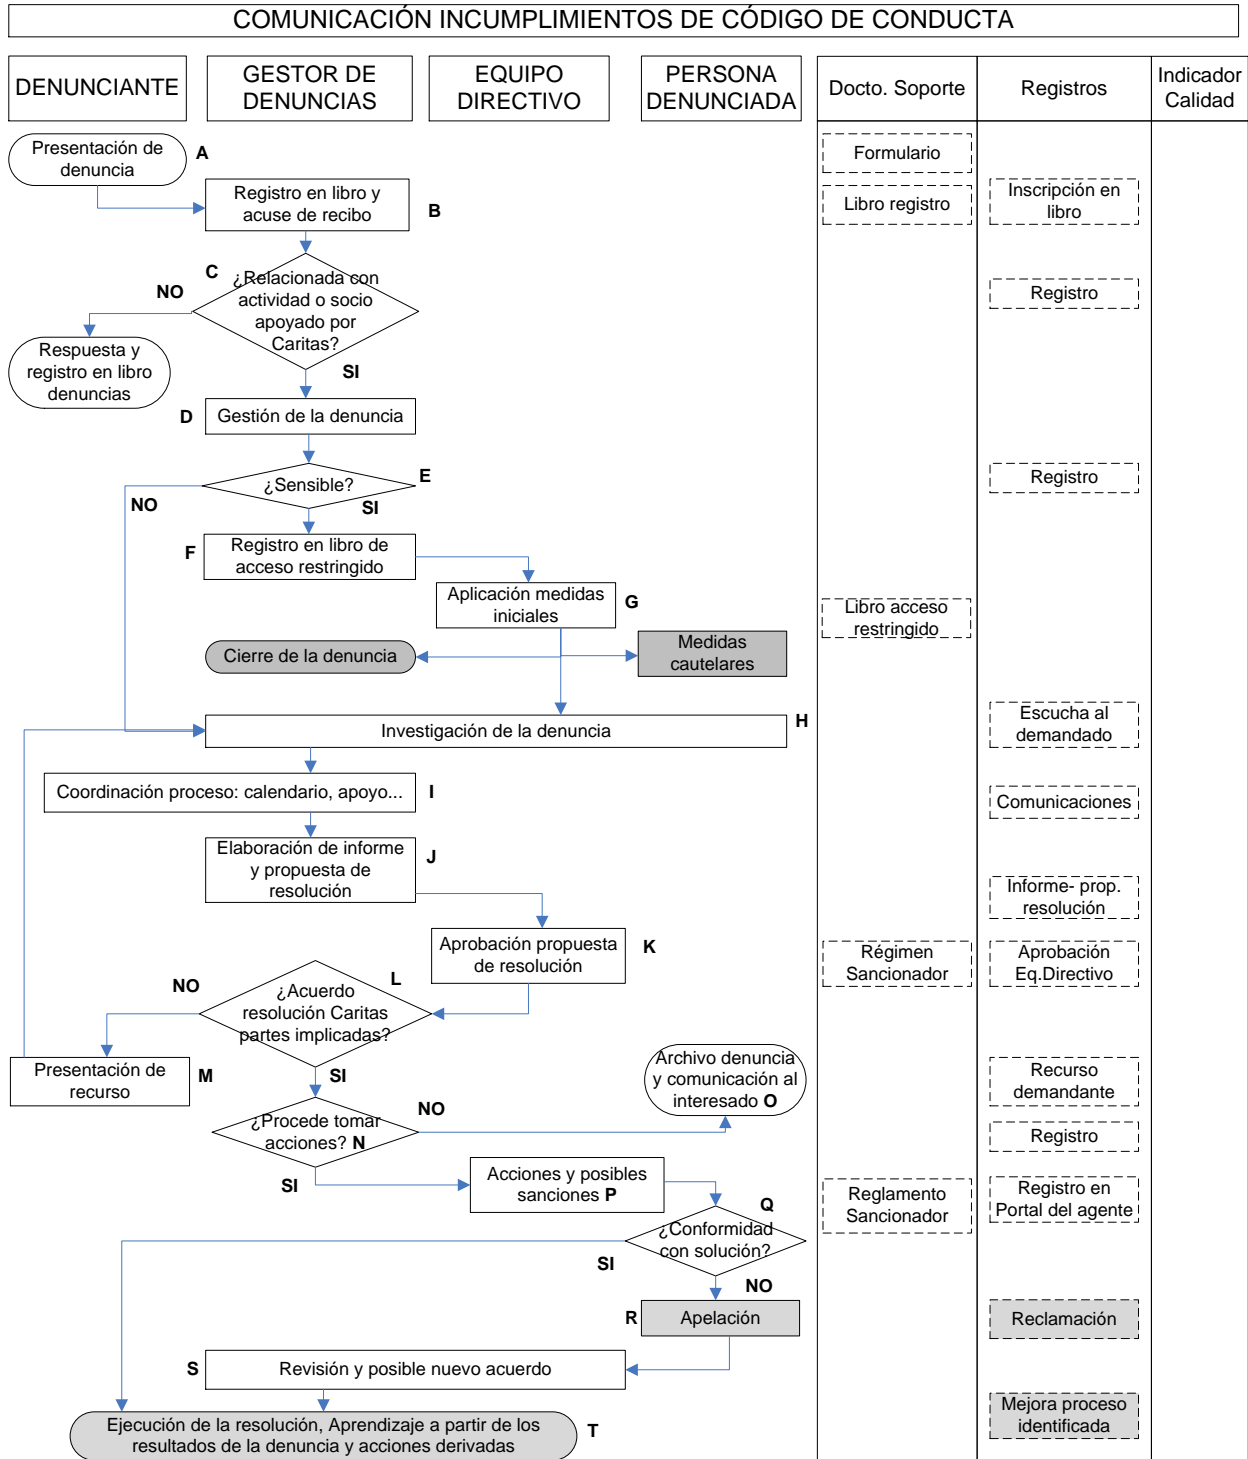 COMUNICACIÓN INCUMPLIMIENTOS DE CÓDIGO DE CONDUCTA
DENUNCIANTE
GESTOR DE
DENUNCIAS
EQUIPO
DIRECTIVO
PERSONA
DENUNCIADA
Docto. Soporte
Registros
Indicador
Calidad
Presentación de
denuncia
A
Formulario
Registro en libro y
acuse de recibo
B
Libro registro
Inscripción en
libro
C
¿Relacionada con
actividad o socio
apoyado por
Caritas?
NO
SI
Registro
Respuesta y
registro en libro
denuncias
D
Gestión de la denuncia
¿Sensible?
E
NO
SI
Registro
F
Registro en libro de
acceso restringido
Aplicación medidas
iniciales
G
Libro acceso
restringido
Cierre de la denuncia
Medidas
cautelares
Investigación de la denuncia
H
Escucha al
demandado
Coordinación proceso: calendario, apoyo...
I
Comunicaciones
Elaboración de informe
y propuesta de
resolución
J
Informe- prop.
resolución
Aprobación propuesta
de resolución
K
Régimen
Sancionador
Aprobación
Eq.Directivo
L
¿Acuerdo
resolución Caritas
partes implicadas?
NO
SI
Presentación de
recurso
M
Archivo denuncia
y comunicación al
interesado O
Recurso
demandante
¿Procede tomar
acciones? N
NO
SI
Registro
Acciones y posibles
sanciones P
Reglamento
Sancionador
Registro en
Portal del agente
Q
¿Conformidad
con solución?
SI
NO
R
Apelación
Reclamación
S
Revisión y posible nuevo acuerdo
Ejecución de la resolución, Aprendizaje a partir de los
resultados de la denuncia y acciones derivadas
T
Mejora proceso
identificada